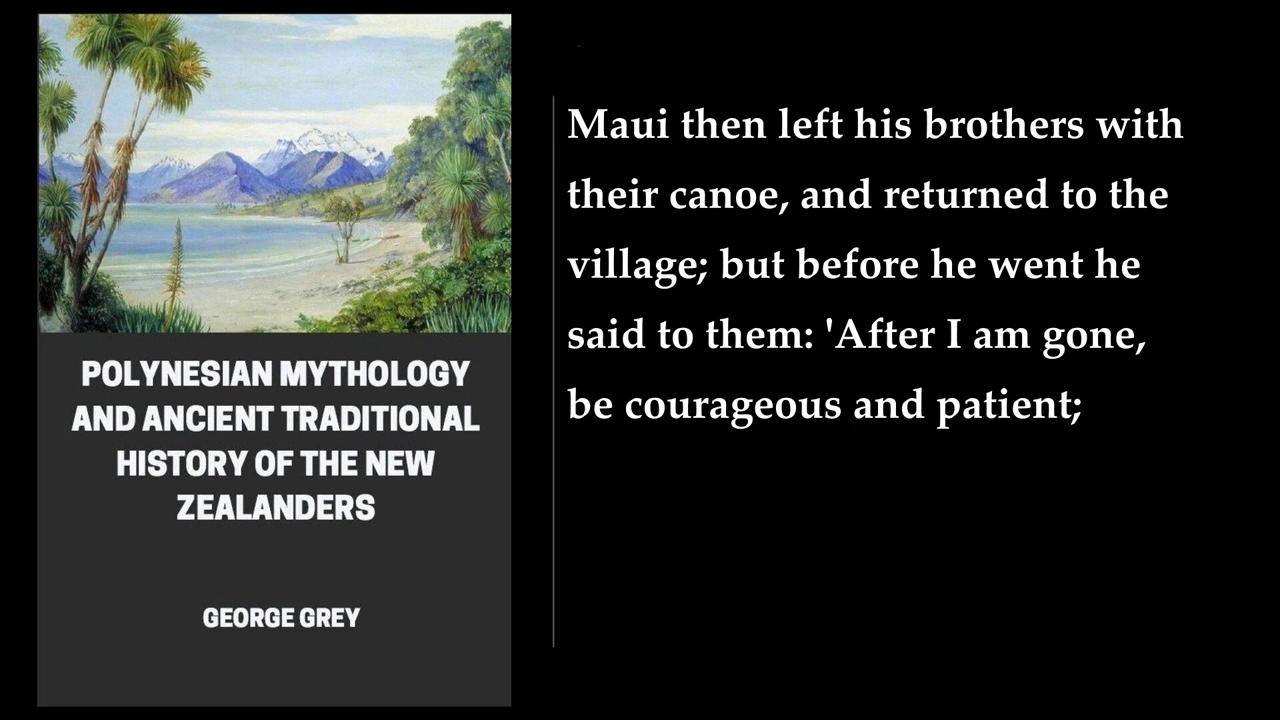 POLYNESIAN MYTHOLOGY
AND ANCIENT TRADITIONAL
HISTORY OF THE NEW
ZEALANDERS
GEORGE GREY
Maui then left his brothers with
their canoe, and returned to the
village; but before he went he
said to them: 'After I am gone,
be courageous and patient;